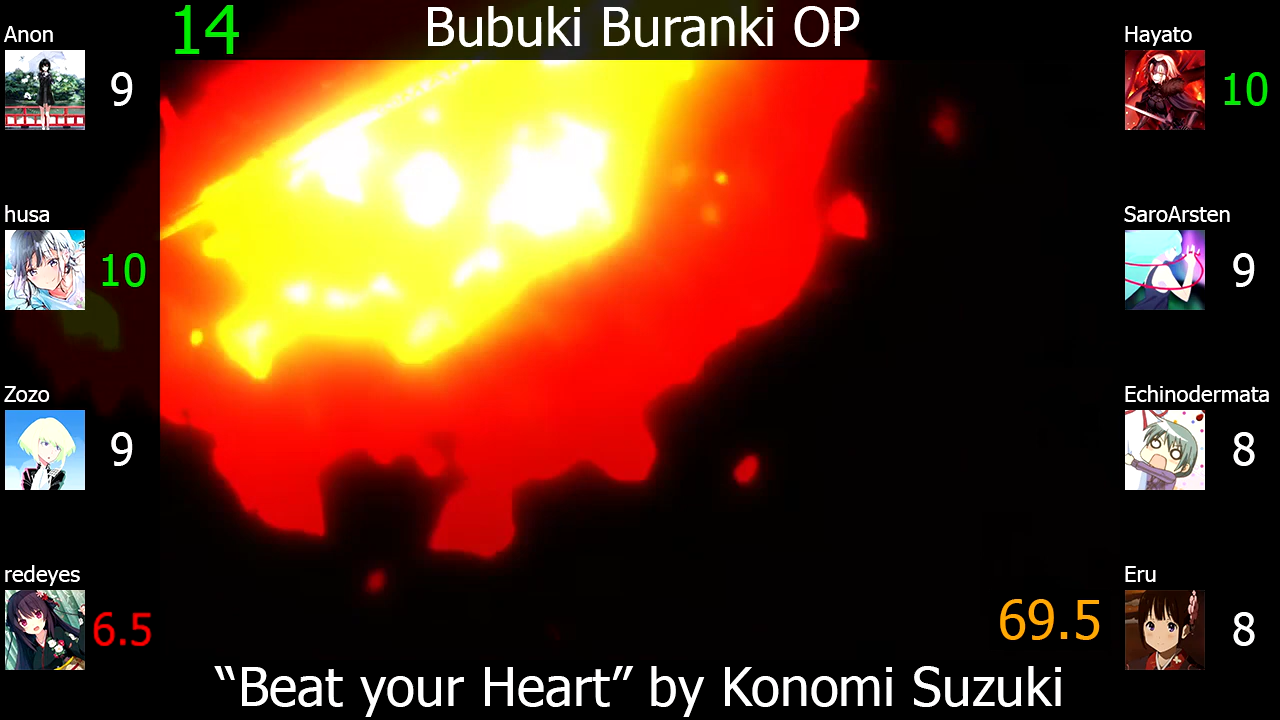 14
Bubuki Buranki OP
Anon
9
husa
10
Zozo
9
redeyes
6.5
Hayato
10
SaroArsten
9
Echinodermata
8
Eru
8
69.5
“Beat your Heart” by Konomi Suzuki